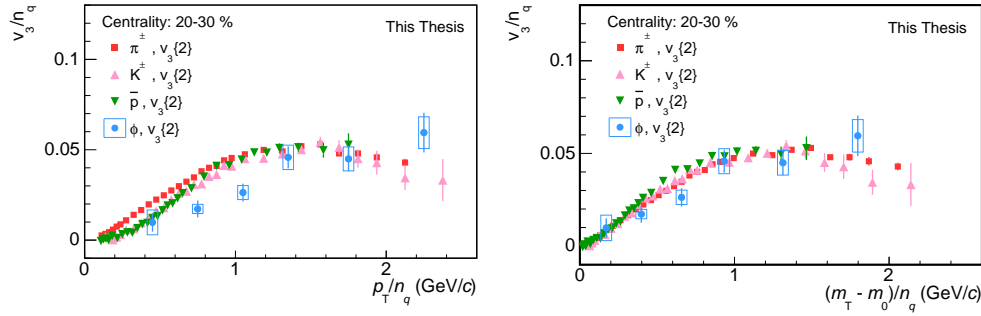 v3/nq
Centrality: 20-30 %
This Thesis
π±, v3{2}
K±, v3{2}
p̅, v3{2}
ϕ, v3{2}
0.1
0.05
0
0 1 2
pT/nq (GeV/c)
v3/nq
Centrality: 20-30 %
This Thesis
π±, v3{2}
K±, v3{2}
p̅, v3{2}
ϕ, v3{2}
0.1
0.05
0
0 1 2
(mT - m0)/nq (GeV/c)